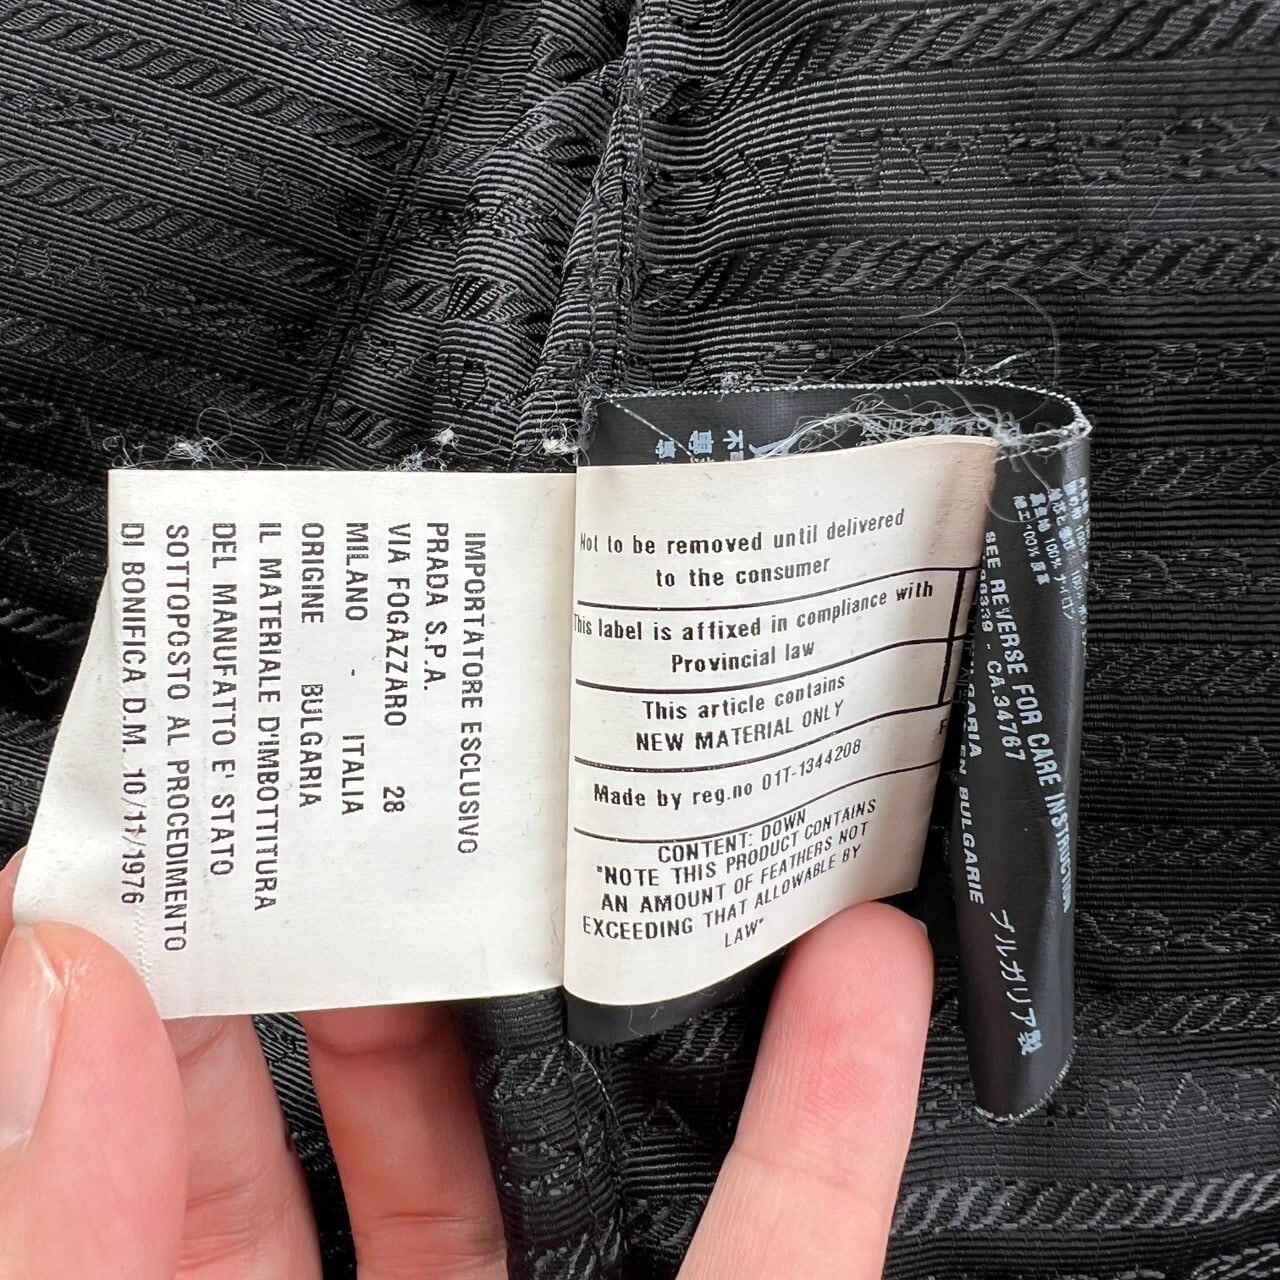 IMPORTATORE ESCLUSIVO
PRADA S.P.A.
VIA FOGAZZARO 28
MILANO - ITALIA
ORIGINE BULGARIA
IL MATERIALE D'IMBOTTITURA
DEL MANUFATTO E' STATO
SOTTOPOSTO AL PROCEDIMENTO
DI BONIFICA D.M. 10/11/1976
Not to be removed until delivered
to the consumer
This label is affixed in compliance with
Provincial law
This article contains
NEW MATERIAL ONLY
Made by reg.no 01T-1344208
CONTENT: DOWN
"NOTE THIS PRODUCT CONTAINS
AN AMOUNT OF FEATHERS NOT
EXCEEDING THAT ALLOWABLE BY
LAW"
SEE REVERSE FOR CARE INSTRUCTION
CA.34767
EN BULGARIE
ブルガリア製